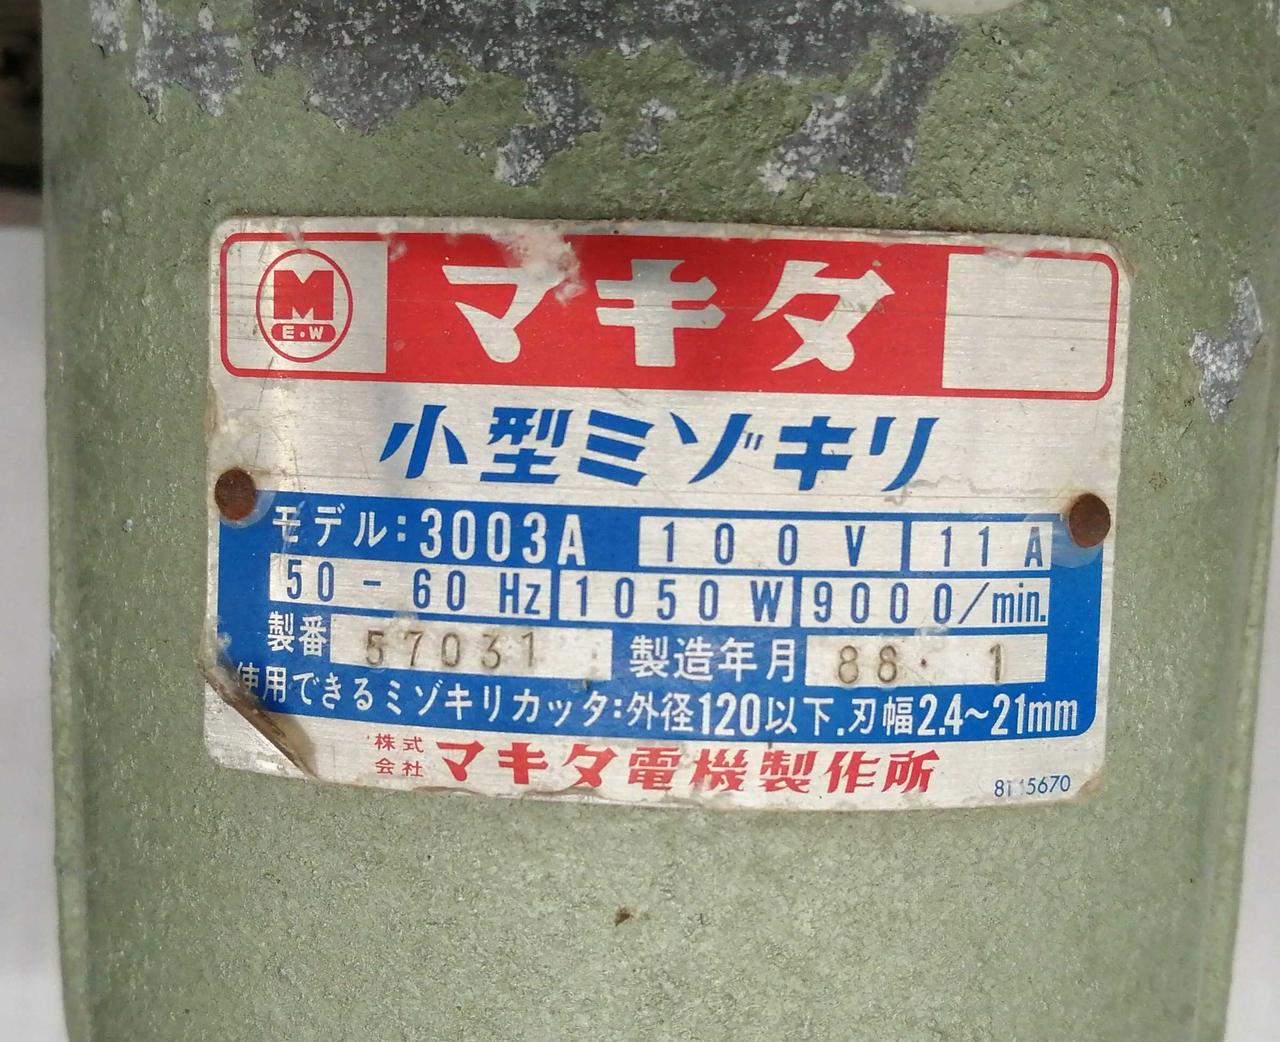 M
E・W
マキタ
小型ミゾキリ
モデル:3003A 100V 11A
50-60Hz 1050W 9000/min.
製番 57031 製造年月 88・1
使用できるミゾキリカッタ:外径120以下.刃幅2.4~21mm
株式会社 マキタ電機製作所